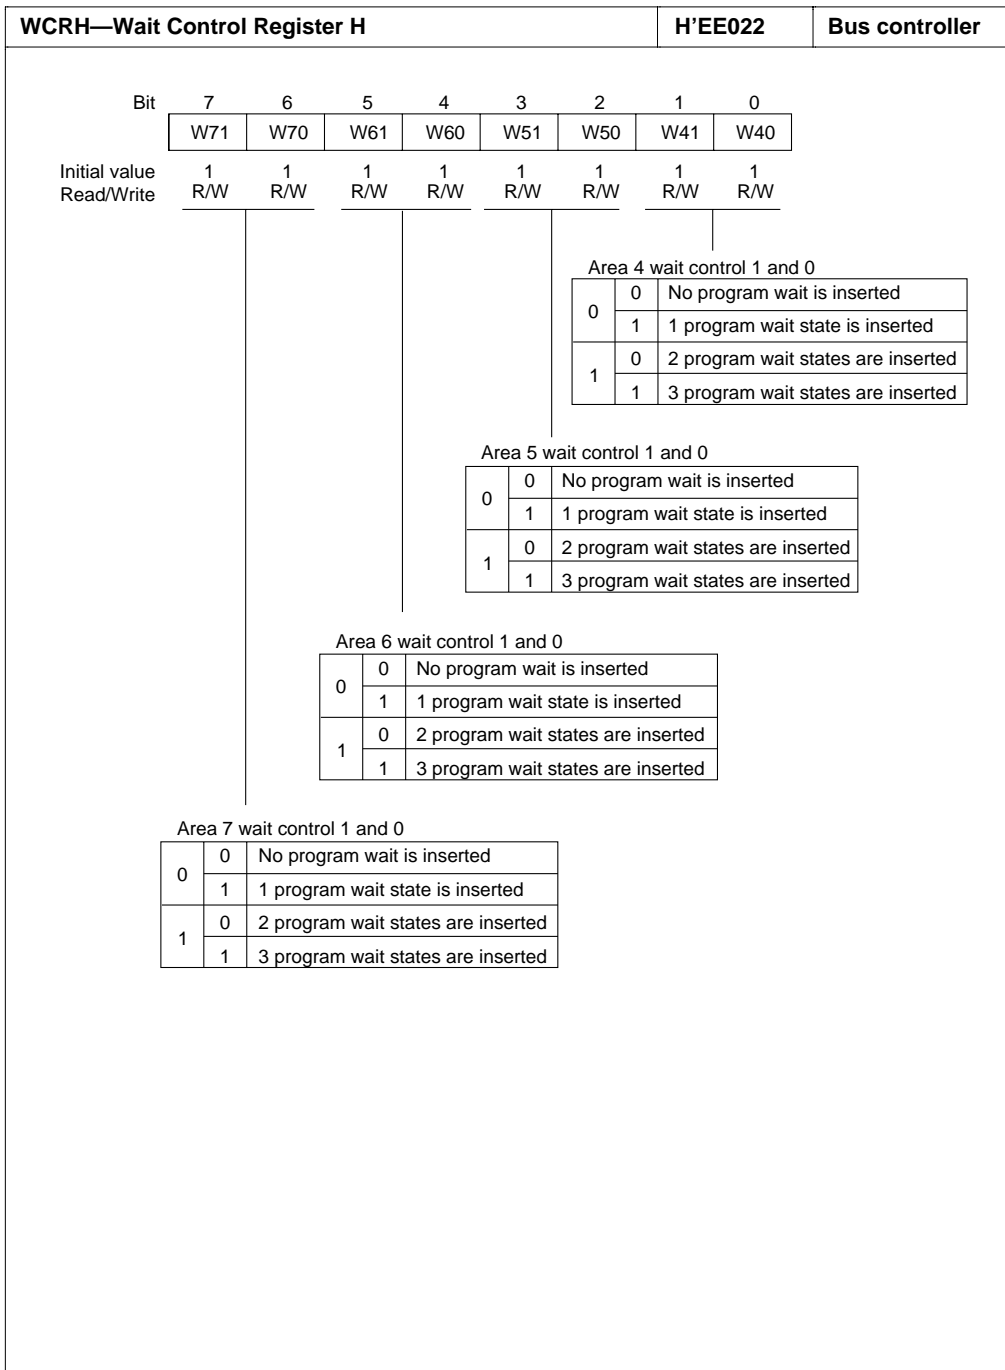 WCRH—Wait Control Register H H'EE022 Bus controller
Bit 7 6 5 4 3 2 1 0
W71 W70 W61 W60 W51 W50 W41 W40
Initial value 1 1 1 1 1 1 1 1
Read/Write R/W R/W R/W R/W R/W R/W R/W R/W
Area 4 wait control 1 and 0
0 0 No program wait is inserted
1 1 program wait state is inserted
1 0 2 program wait states are inserted
1 3 program wait states are inserted
Area 5 wait control 1 and 0
0 0 No program wait is inserted
1 1 program wait state is inserted
1 0 2 program wait states are inserted
1 3 program wait states are inserted
Area 6 wait control 1 and 0
0 0 No program wait is inserted
1 1 program wait state is inserted
1 0 2 program wait states are inserted
1 3 program wait states are inserted
Area 7 wait control 1 and 0
0 0 No program wait is inserted
1 1 program wait state is inserted
1 0 2 program wait states are inserted
1 3 program wait states are inserted